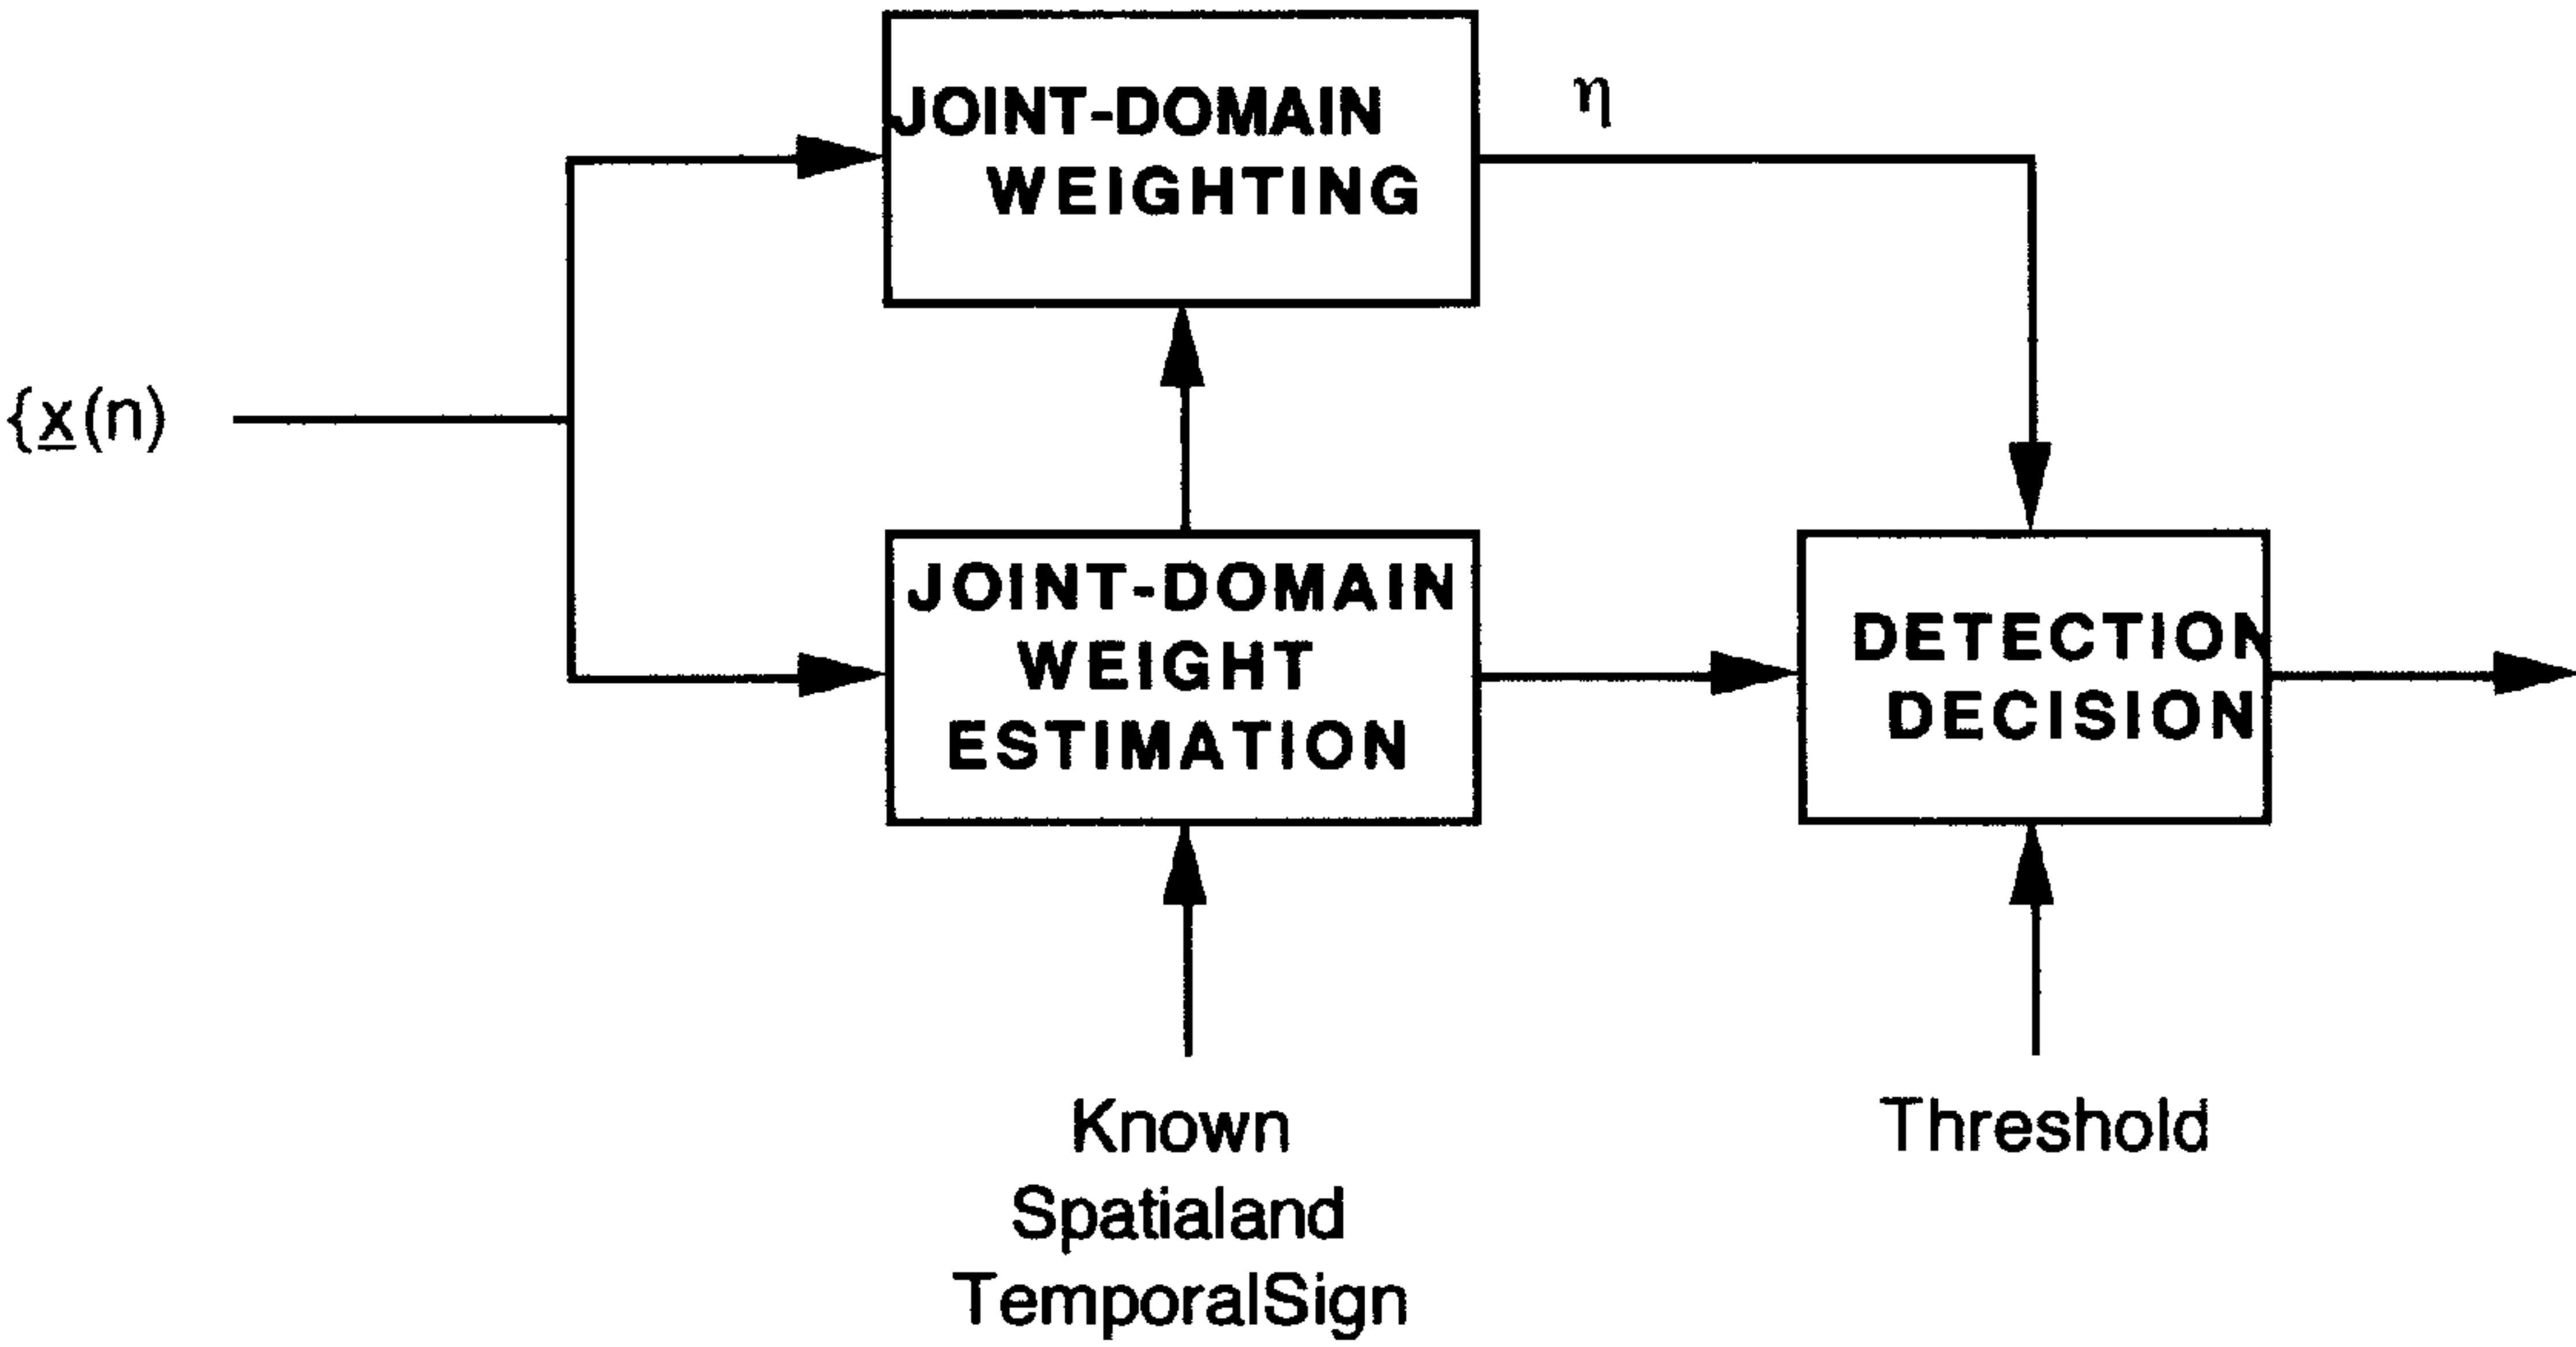 JOINT-DOMAIN
WEIGHTING
η
{x(n)
JOINT-DOMAIN
WEIGHT
ESTIMATION
DETECTION
DECISION
Known
Spatialand
TemporalSign
Threshold